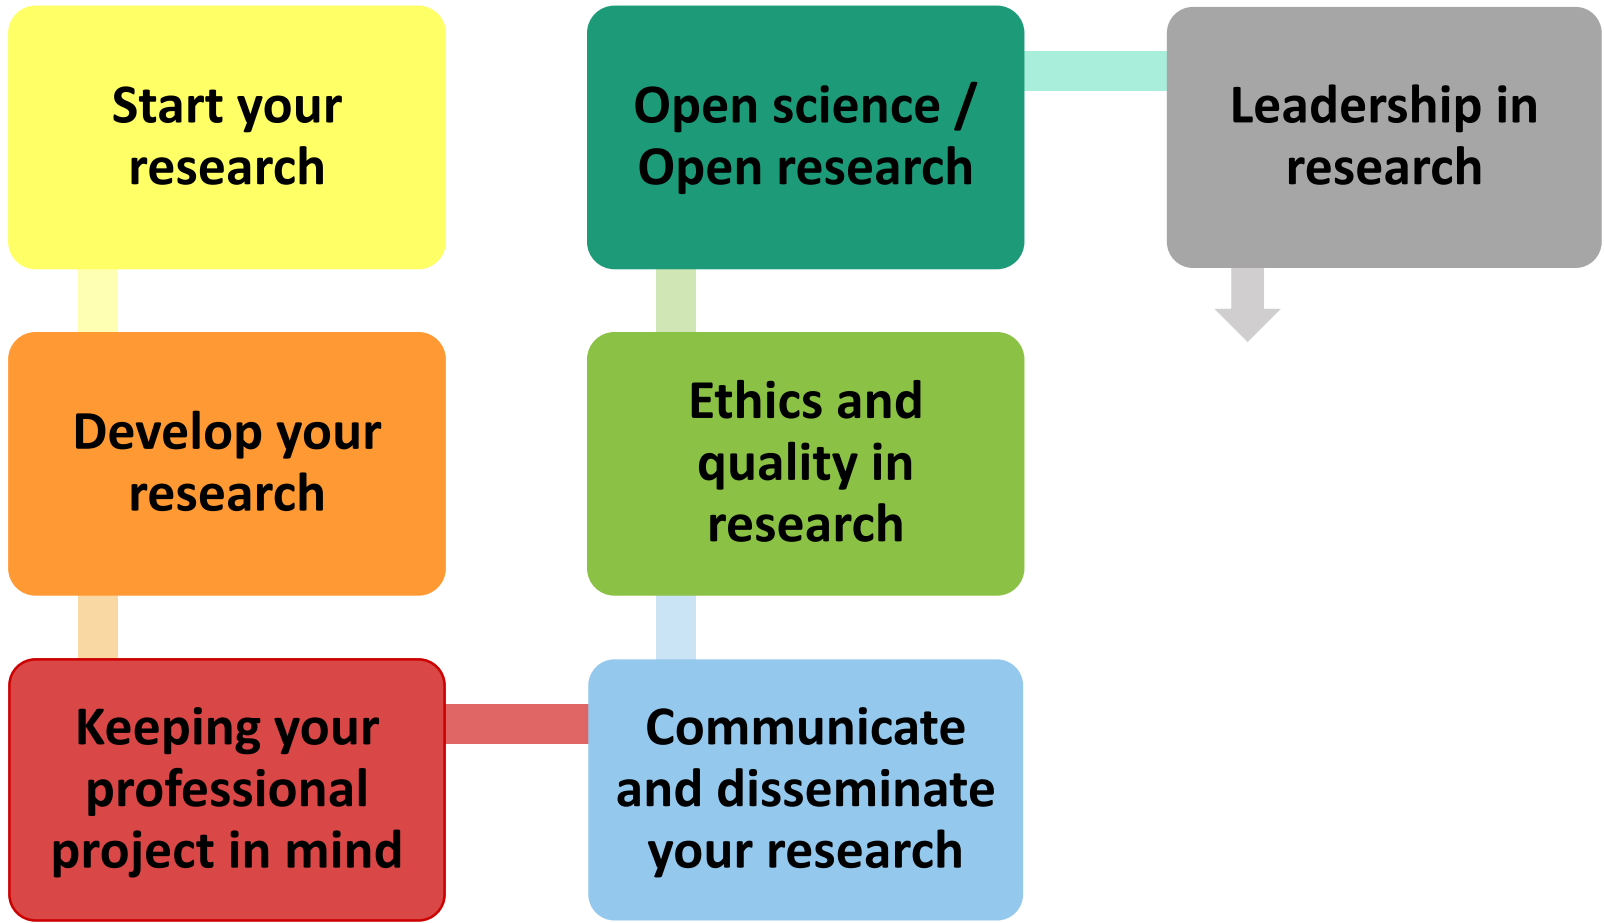 Start your
research
Develop your
research
Keeping your
professional
project in mind
Communicate
and disseminate
your research
Ethics and
quality in
research
Open science /
Open research
Leadership in
research